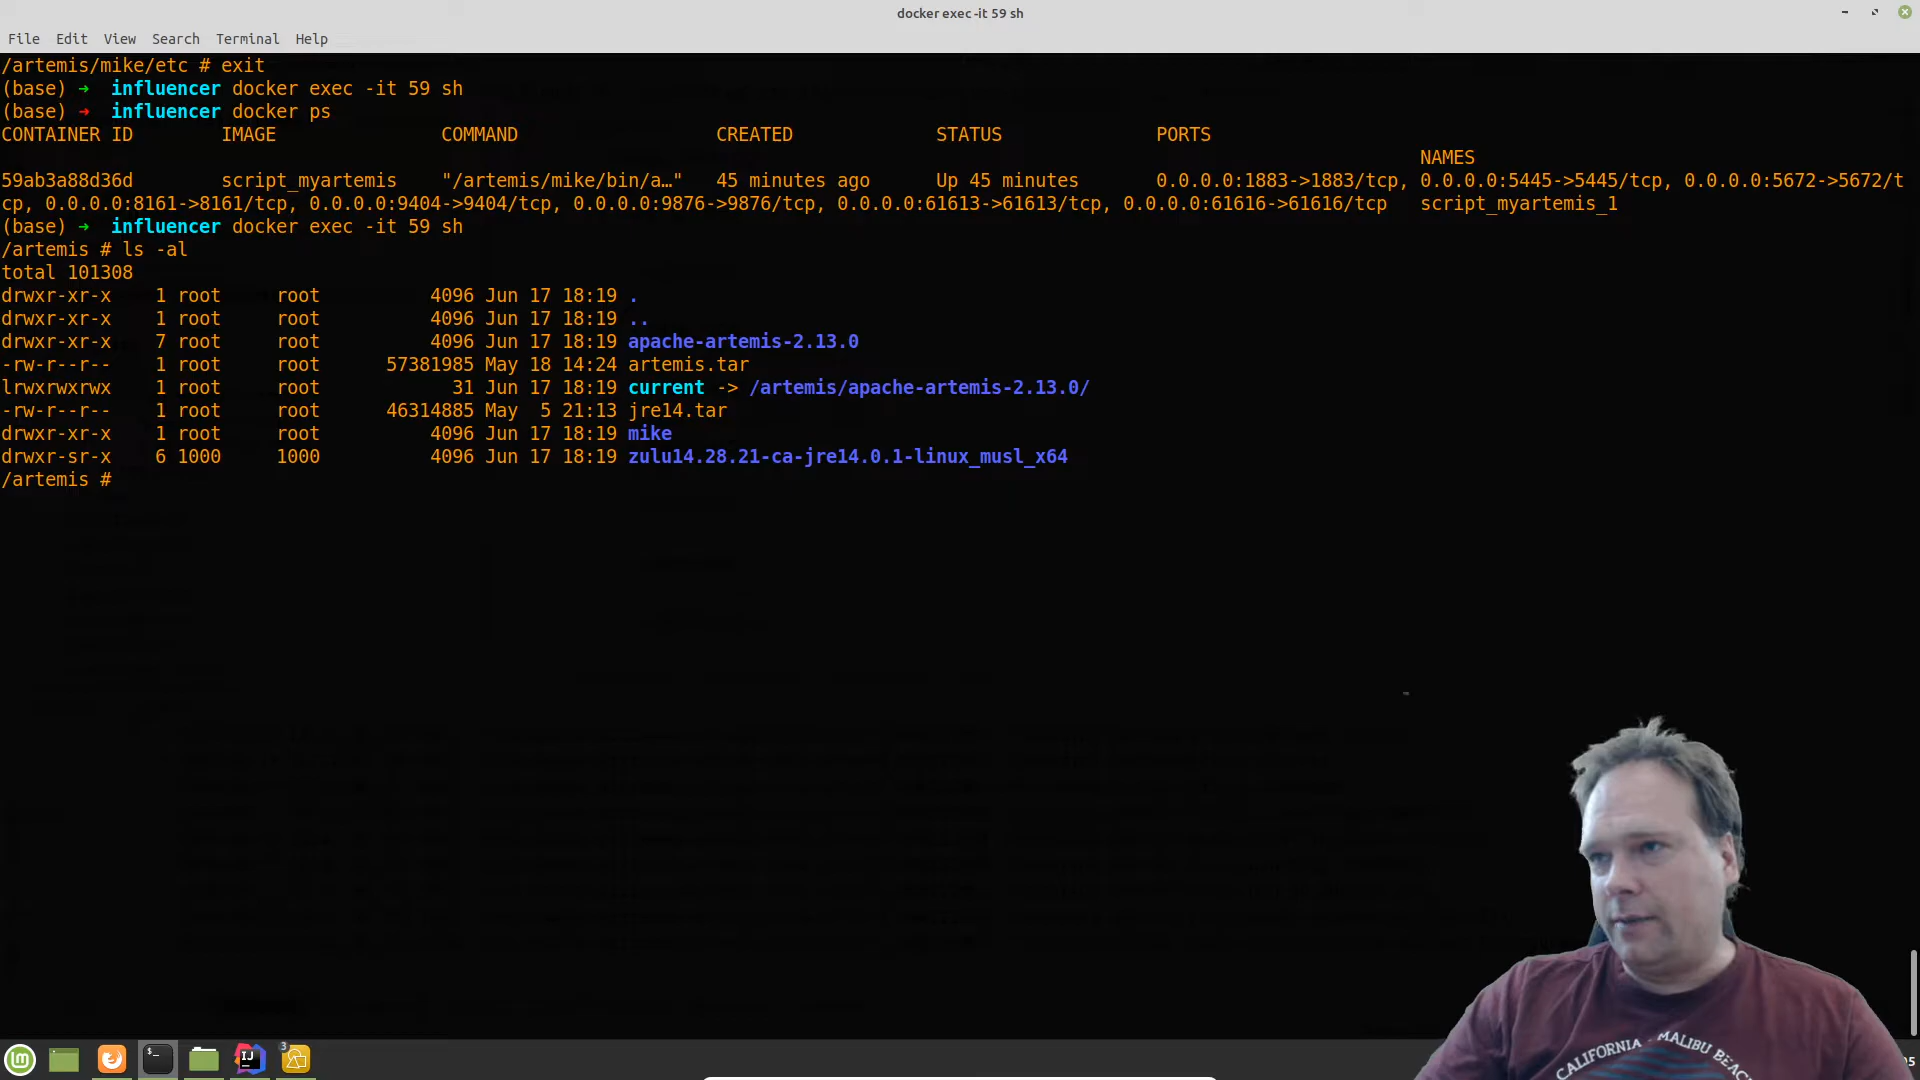 docker exec -it 59 sh
File Edit View Search Terminal Help
/artemis/mike/etc # exit
(base) ➜ influencer docker exec -it 59 sh
(base) ➜ influencer docker ps
CONTAINER ID IMAGE COMMAND CREATED STATUS PORTS
NAMES
59ab3a88d36d script_myartemis "/artemis/mike/bin/a…" 45 minutes ago Up 45 minutes 0.0.0.0:1883->1883/tcp, 0.0.0.0:5445->5445/tcp, 0.0.0.0:5672->5672/t
cp, 0.0.0.0:8161->8161/tcp, 0.0.0.0:9404->9404/tcp, 0.0.0.0:9876->9876/tcp, 0.0.0.0:61613->61613/tcp, 0.0.0.0:61616->61616/tcp script_myartemis_1
(base) ➜ influencer docker exec -it 59 sh
/artemis # ls -al
total 101308
drwxr-xr-x 1 root root 4096 Jun 17 18:19 .
drwxr-xr-x 1 root root 4096 Jun 17 18:19 ..
drwxr-xr-x 7 root root 4096 Jun 17 18:19 apache-artemis-2.13.0
-rw-r--r-- 1 root root 57381985 May 18 14:24 artemis.tar
lrwxrwxrwx 1 root root 31 Jun 17 18:19 current -> /artemis/apache-artemis-2.13.0/
-rw-r--r-- 1 root root 46314885 May 5 21:13 jre14.tar
drwxr-xr-x 1 root root 4096 Jun 17 18:19 mike
drwxr-sr-x 6 1000 1000 4096 Jun 17 18:19 zulu14.28.21-ca-jre14.0.1-linux_musl_x64
/artemis #
CALIFORNIA - MALIBU BEACH
$_
IJ
3
05